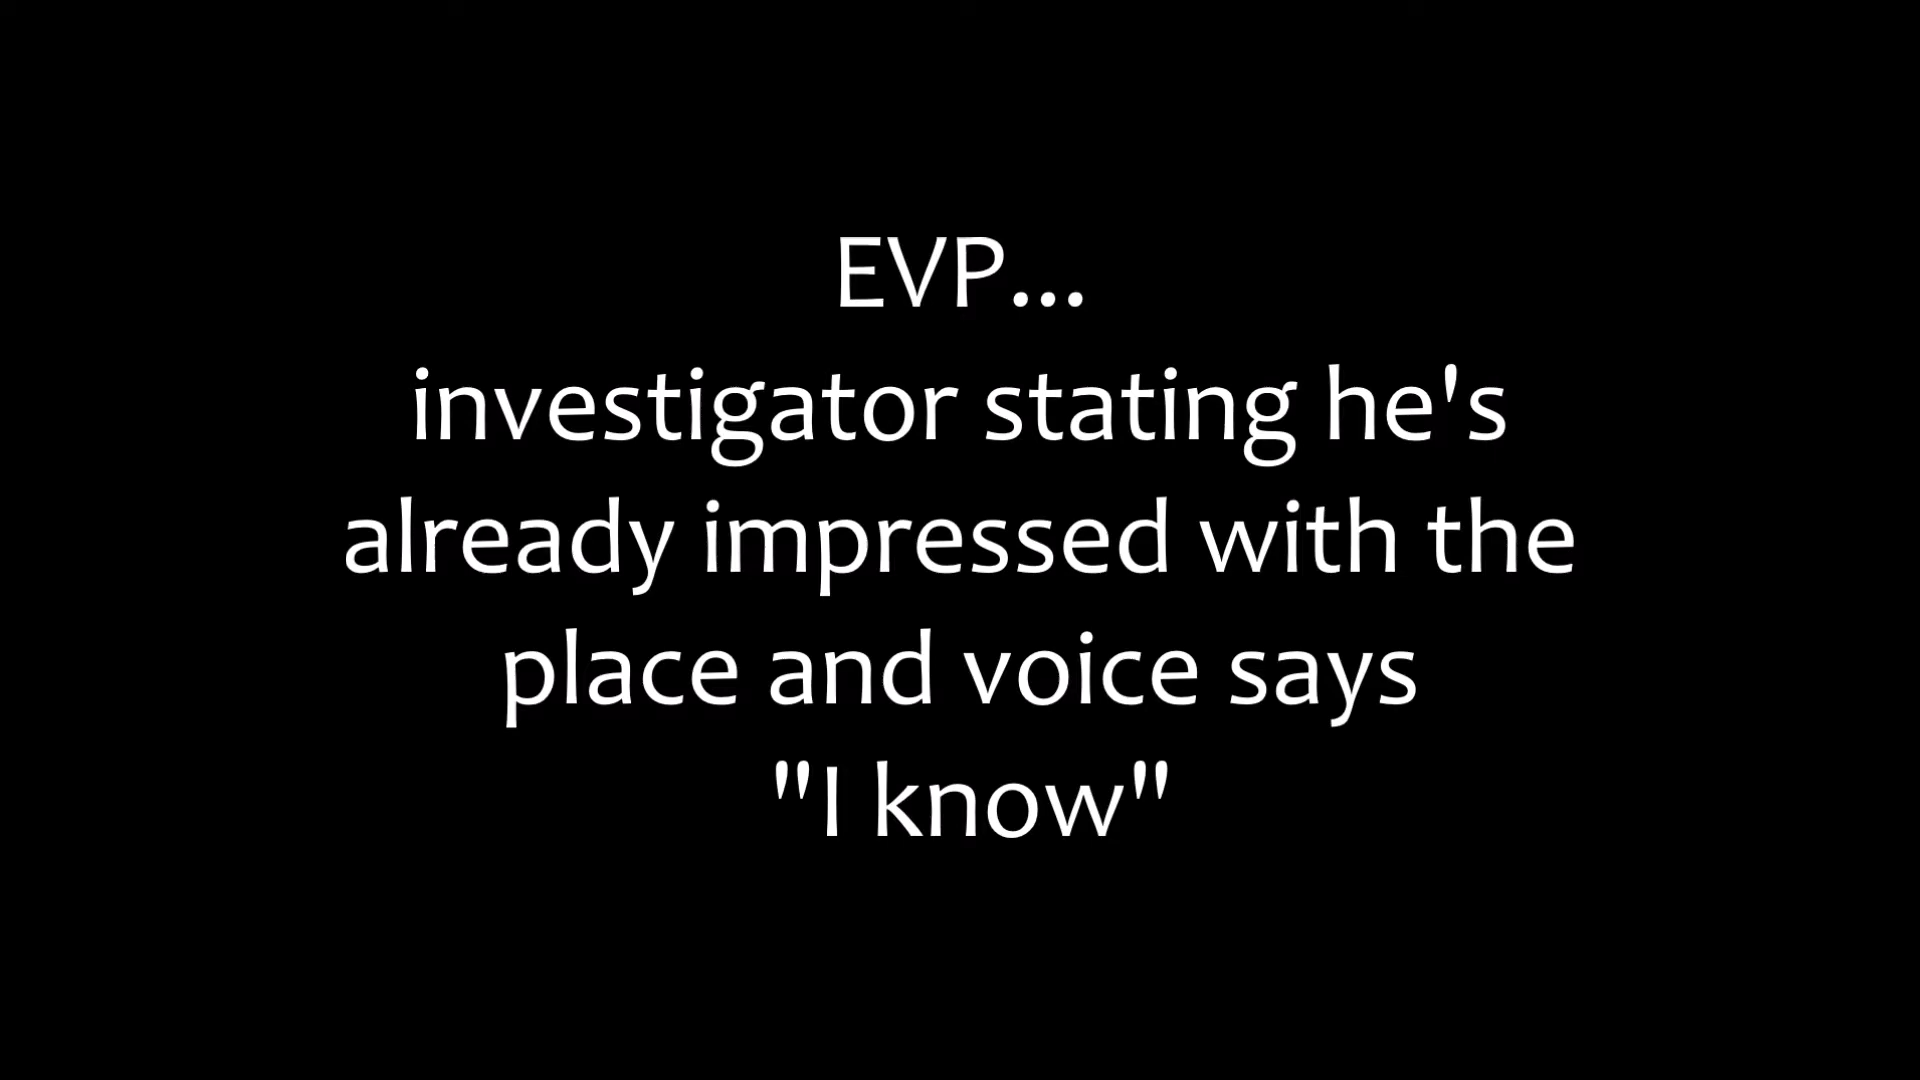 EVP...
investigator stating he's
already impressed with the
place and voice says
"I know"